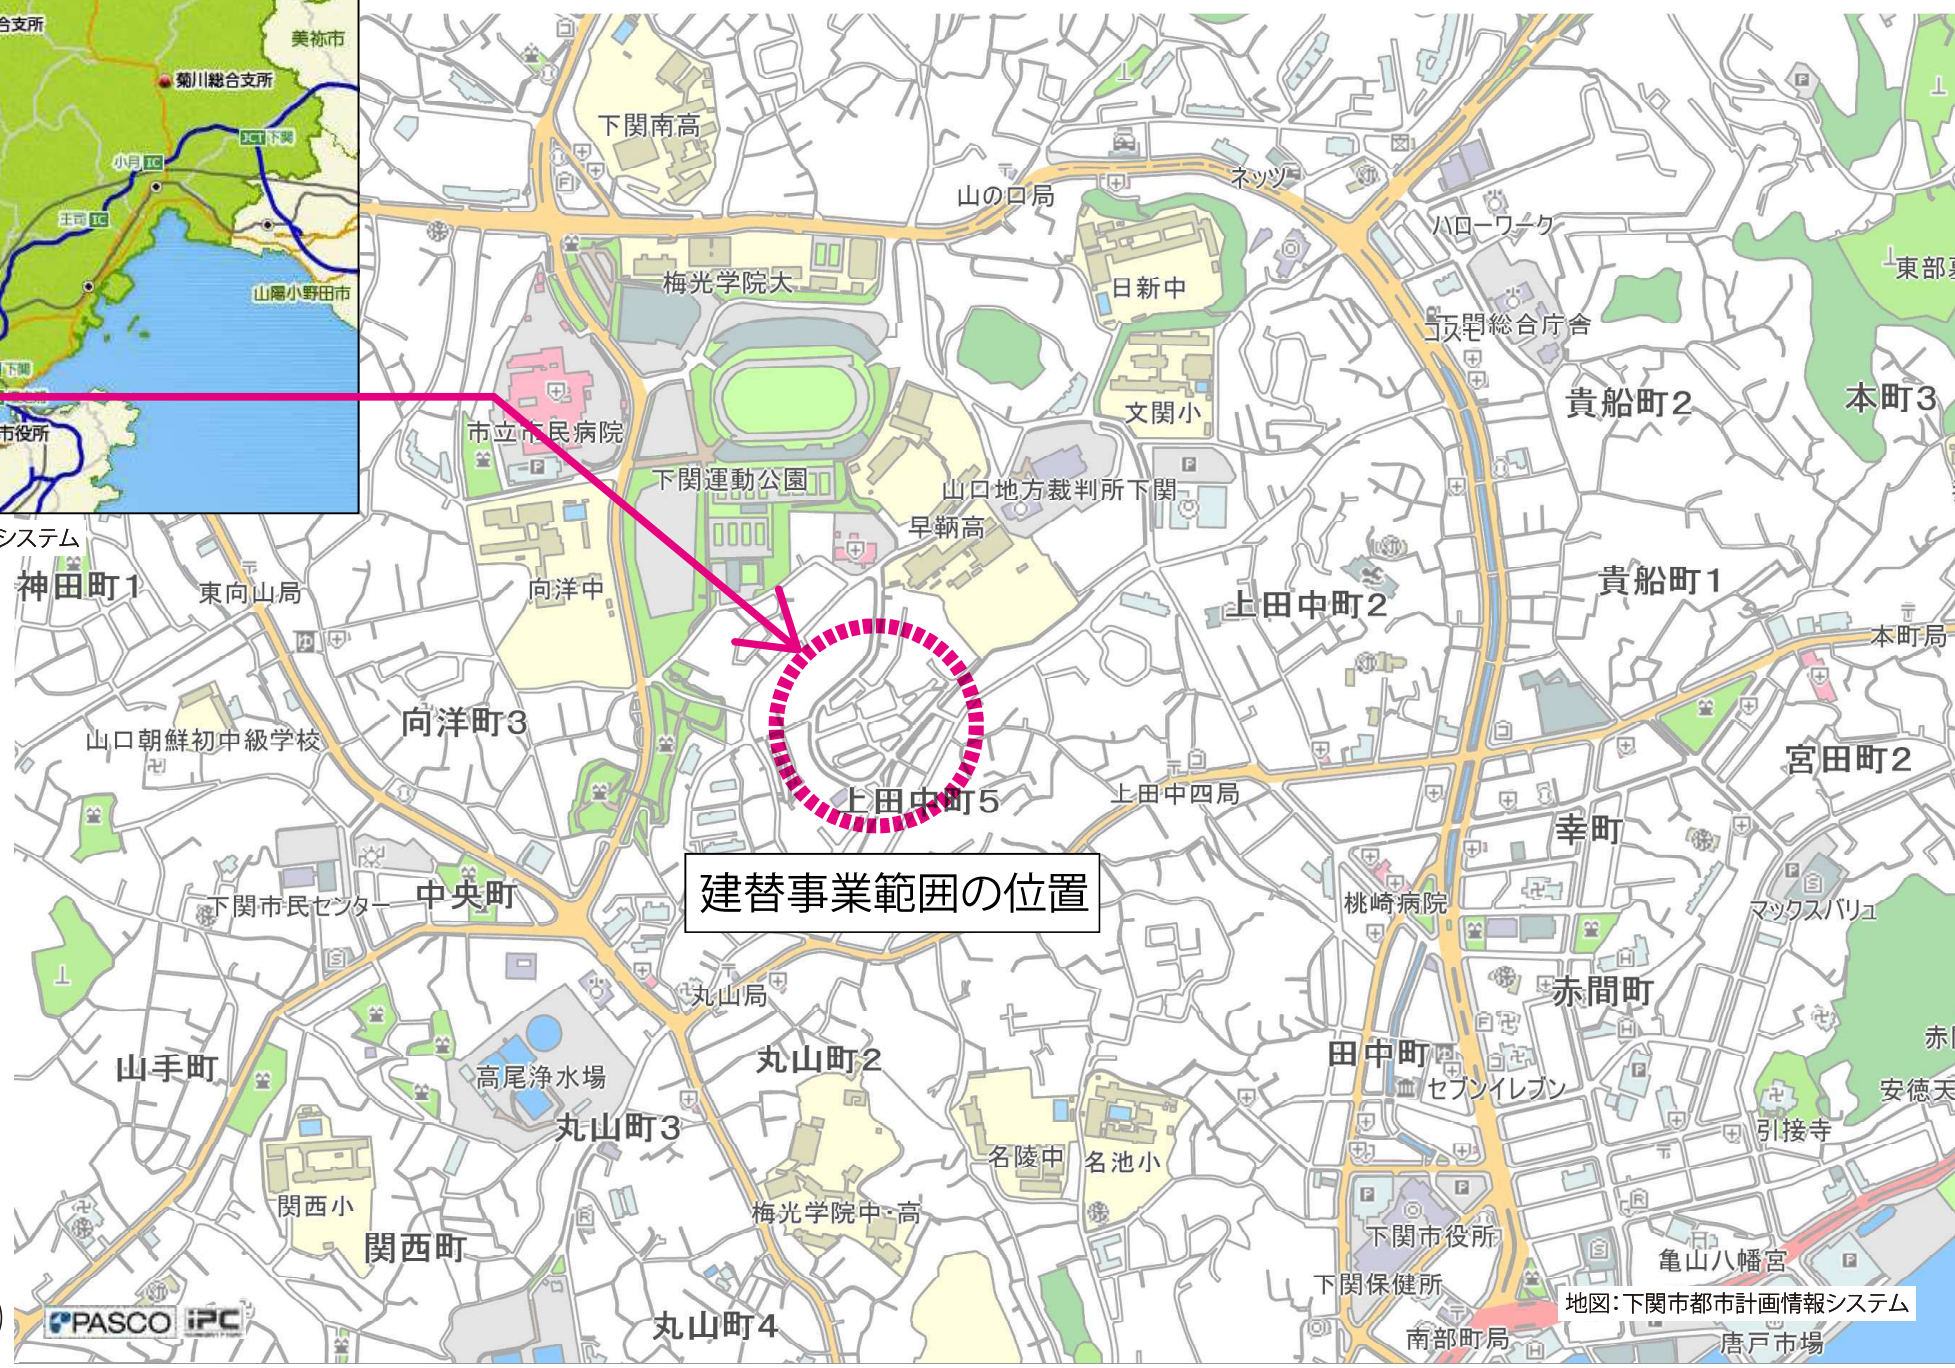 合支所
美祢市
菊川総合支所
JCT 下関
小月 IC
王司 IC
山陽小野田市
下関
市役所
システム
下関南高
山の口局
ネッツ
ハローワーク
梅光学院大
日新中
東部
下関総合庁舎
コスモ
貴船町2
本町3
文関小
市立市民病院
下関運動公園
山口地方裁判所下関
早鞆高
神田町1
東向山局
向洋中
上田中町2
貴船町1
本町局
向洋町3
山口朝鮮初中級学校
宮田町2
上田中町5
上田中四局
幸町
建替事業範囲の位置
中央町
下関市民センター
桃崎病院
マックスバリュ
丸山局
赤間町
山手町
丸山町2
田中町
高尾浄水場
セブンイレブン
安徳天
丸山町3
引接寺
名陵中
名池小
関西小
梅光学院中・高
下関市役所
関西町
亀山八幡宮
下関保健所
地図：下関市都市計画情報システム
PASCO
iPC
丸山町4
南部町局
唐戸市場